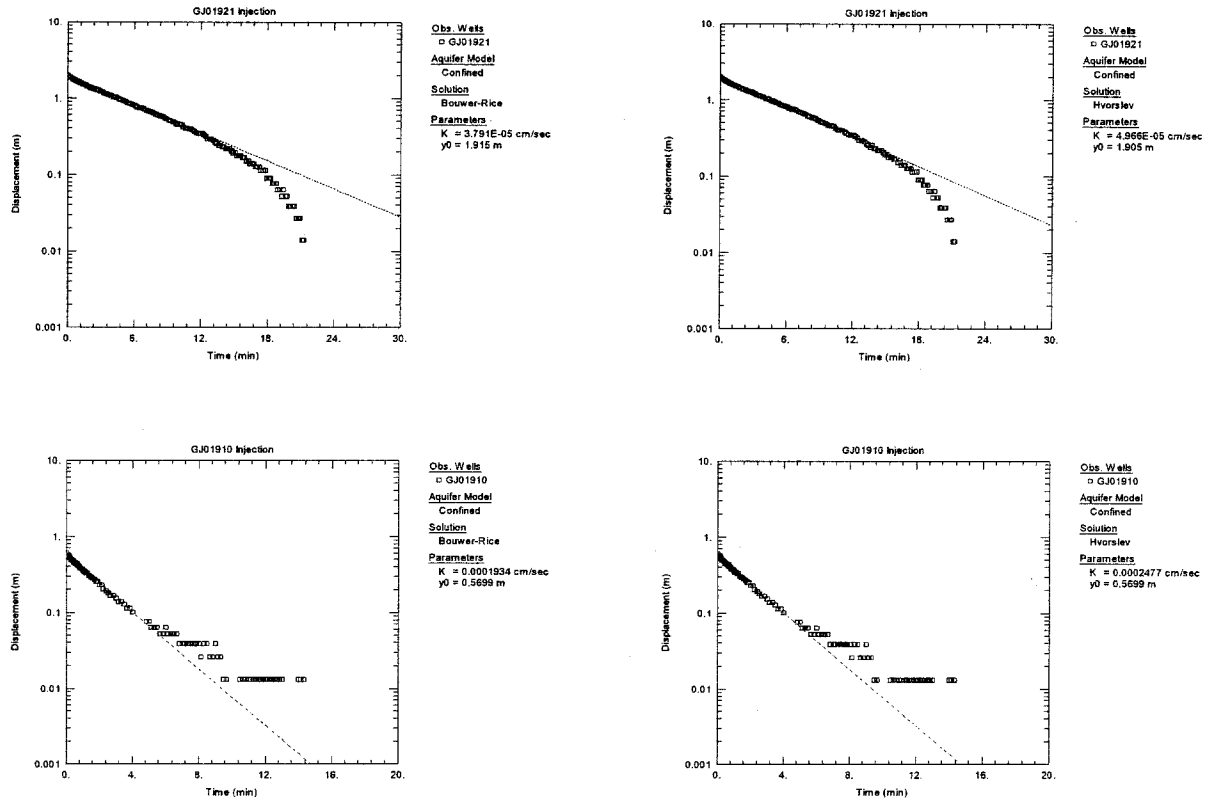 GJ01921 Injection
10.
1.
0.1
0.01
0.001
Displacement (m)
0. 6. 12. 18. 24. 30.
Time (min)
Obs. Wells
□ GJ01921
Aquifer Model
Confined
Solution
Bouwer-Rice
Parameters
K = 3.791E-05 cm/sec
y0 = 1.915 m
GJ01921 Injection
10.
1.
0.1
0.01
0.001
Displacement (m)
0. 6. 12. 18. 24. 30.
Time (min)
Obs. Wells
□ GJ01921
Aquifer Model
Confined
Solution
Hvorslev
Parameters
K = 4.966E-05 cm/sec
y0 = 1.905 m
GJ01910 Injection
10.
1.
0.1
0.01
0.001
Displacement (m)
0. 4. 8. 12. 16. 20.
Time (min)
Obs. Wells
□ GJ01910
Aquifer Model
Confined
Solution
Bouwer-Rice
Parameters
K = 0.0001934 cm/sec
y0 = 0.5699 m
GJ01910 Injection
10.
1.
0.1
0.01
0.001
Displacement (m)
0. 4. 8. 12. 16. 20.
Time (min)
Obs. Wells
□ GJ01910
Aquifer Model
Confined
Solution
Hvorslev
Parameters
K = 0.0002477 cm/sec
y0 = 0.5699 m